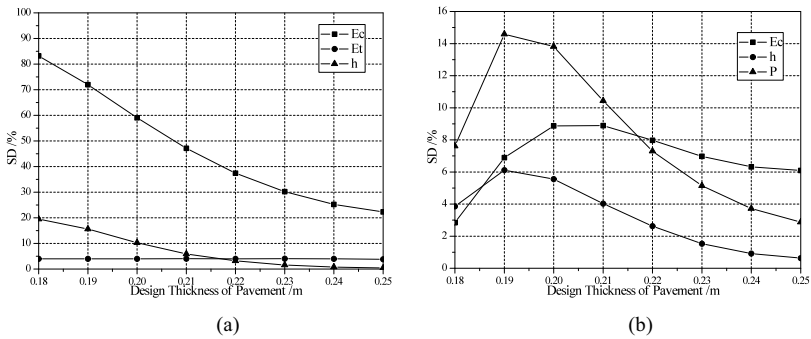 100
90
80
70
60
50
40
30
20
10
0
SD /%
Ec
Et
h
0.18 0.19 0.20 0.21 0.22 0.23 0.24 0.25
Design Thickness of Pavement /m
(a)
16
14
12
10
8
6
4
2
0
SD /%
Ec
h
P
0.18 0.19 0.20 0.21 0.22 0.23 0.24 0.25
Design Thickness of Pavement /m
(b)